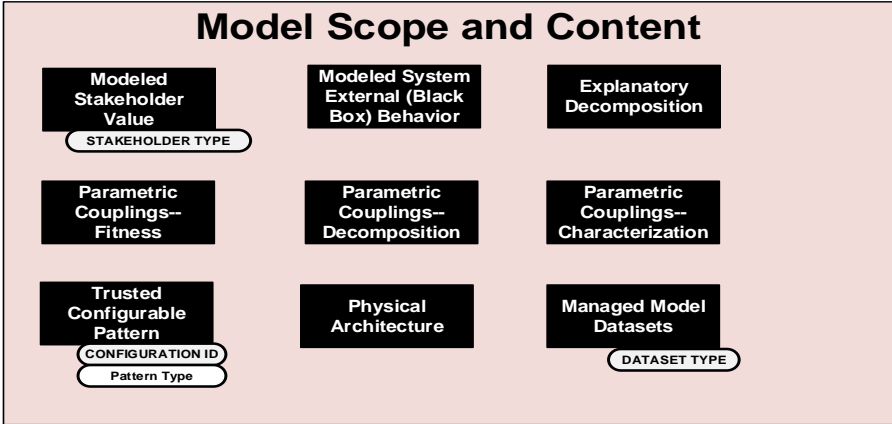 Model Scope and Content
Modeled
Stakeholder
Value
STAKEHOLDER TYPE
Modeled System
External (Black
Box) Behavior
Explanatory
Decomposition
Parametric
Couplings--
Fitness
Parametric
Couplings--
Decomposition
Parametric
Couplings--
Characterization
Trusted
Configurable
Pattern
CONFIGURATION ID
Pattern Type
Physical
Architecture
Managed Model
Datasets
DATASET TYPE